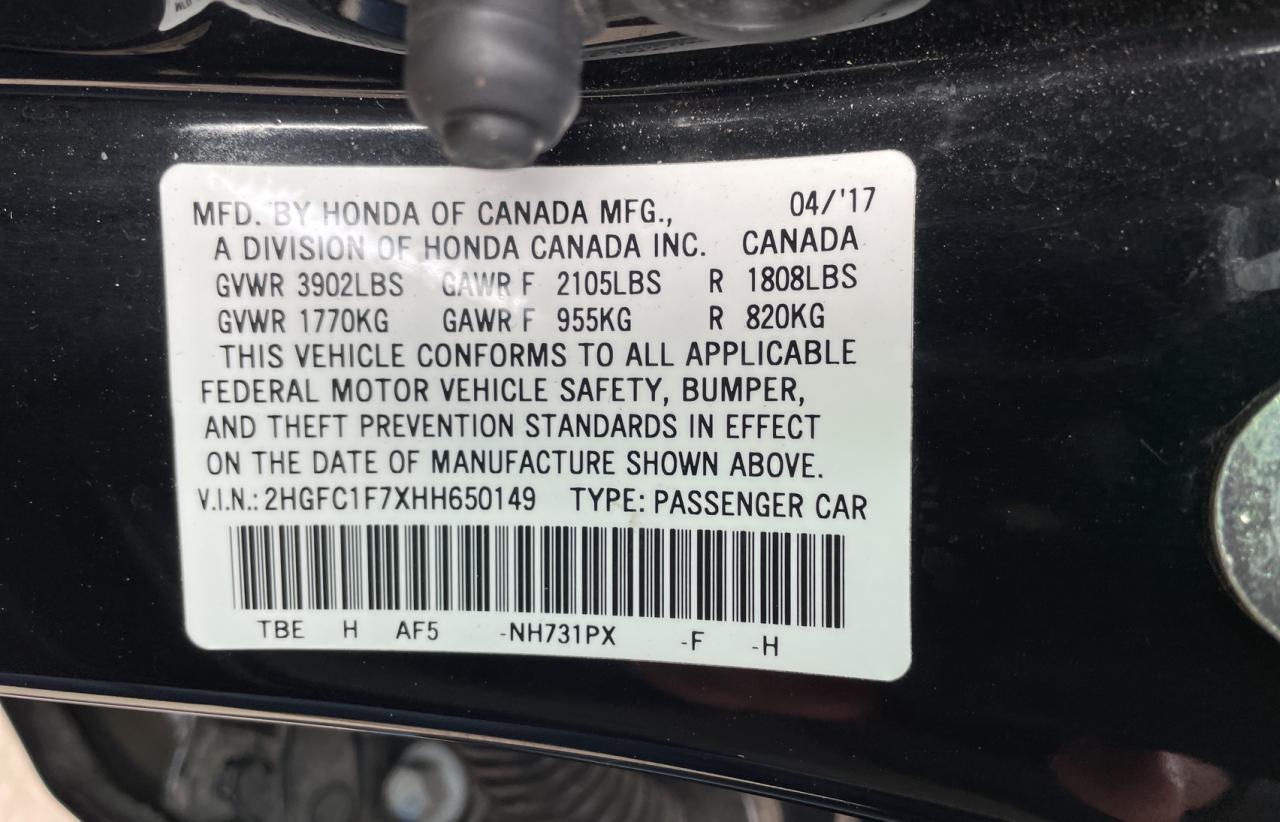 MFD. BY HONDA OF CANADA MFG., 04/'17
A DIVISION OF HONDA CANADA INC. CANADA
GVWR 3902LBS GAWR F 2105LBS R 1808LBS
GVWR 1770KG GAWR F 955KG R 820KG
THIS VEHICLE CONFORMS TO ALL APPLICABLE
FEDERAL MOTOR VEHICLE SAFETY, BUMPER,
AND THEFT PREVENTION STANDARDS IN EFFECT
ON THE DATE OF MANUFACTURE SHOWN ABOVE.
V.I.N.: 2HGFC1F7XHH650149 TYPE: PASSENGER CAR
TBE H AF5 -NH731PX -F -H